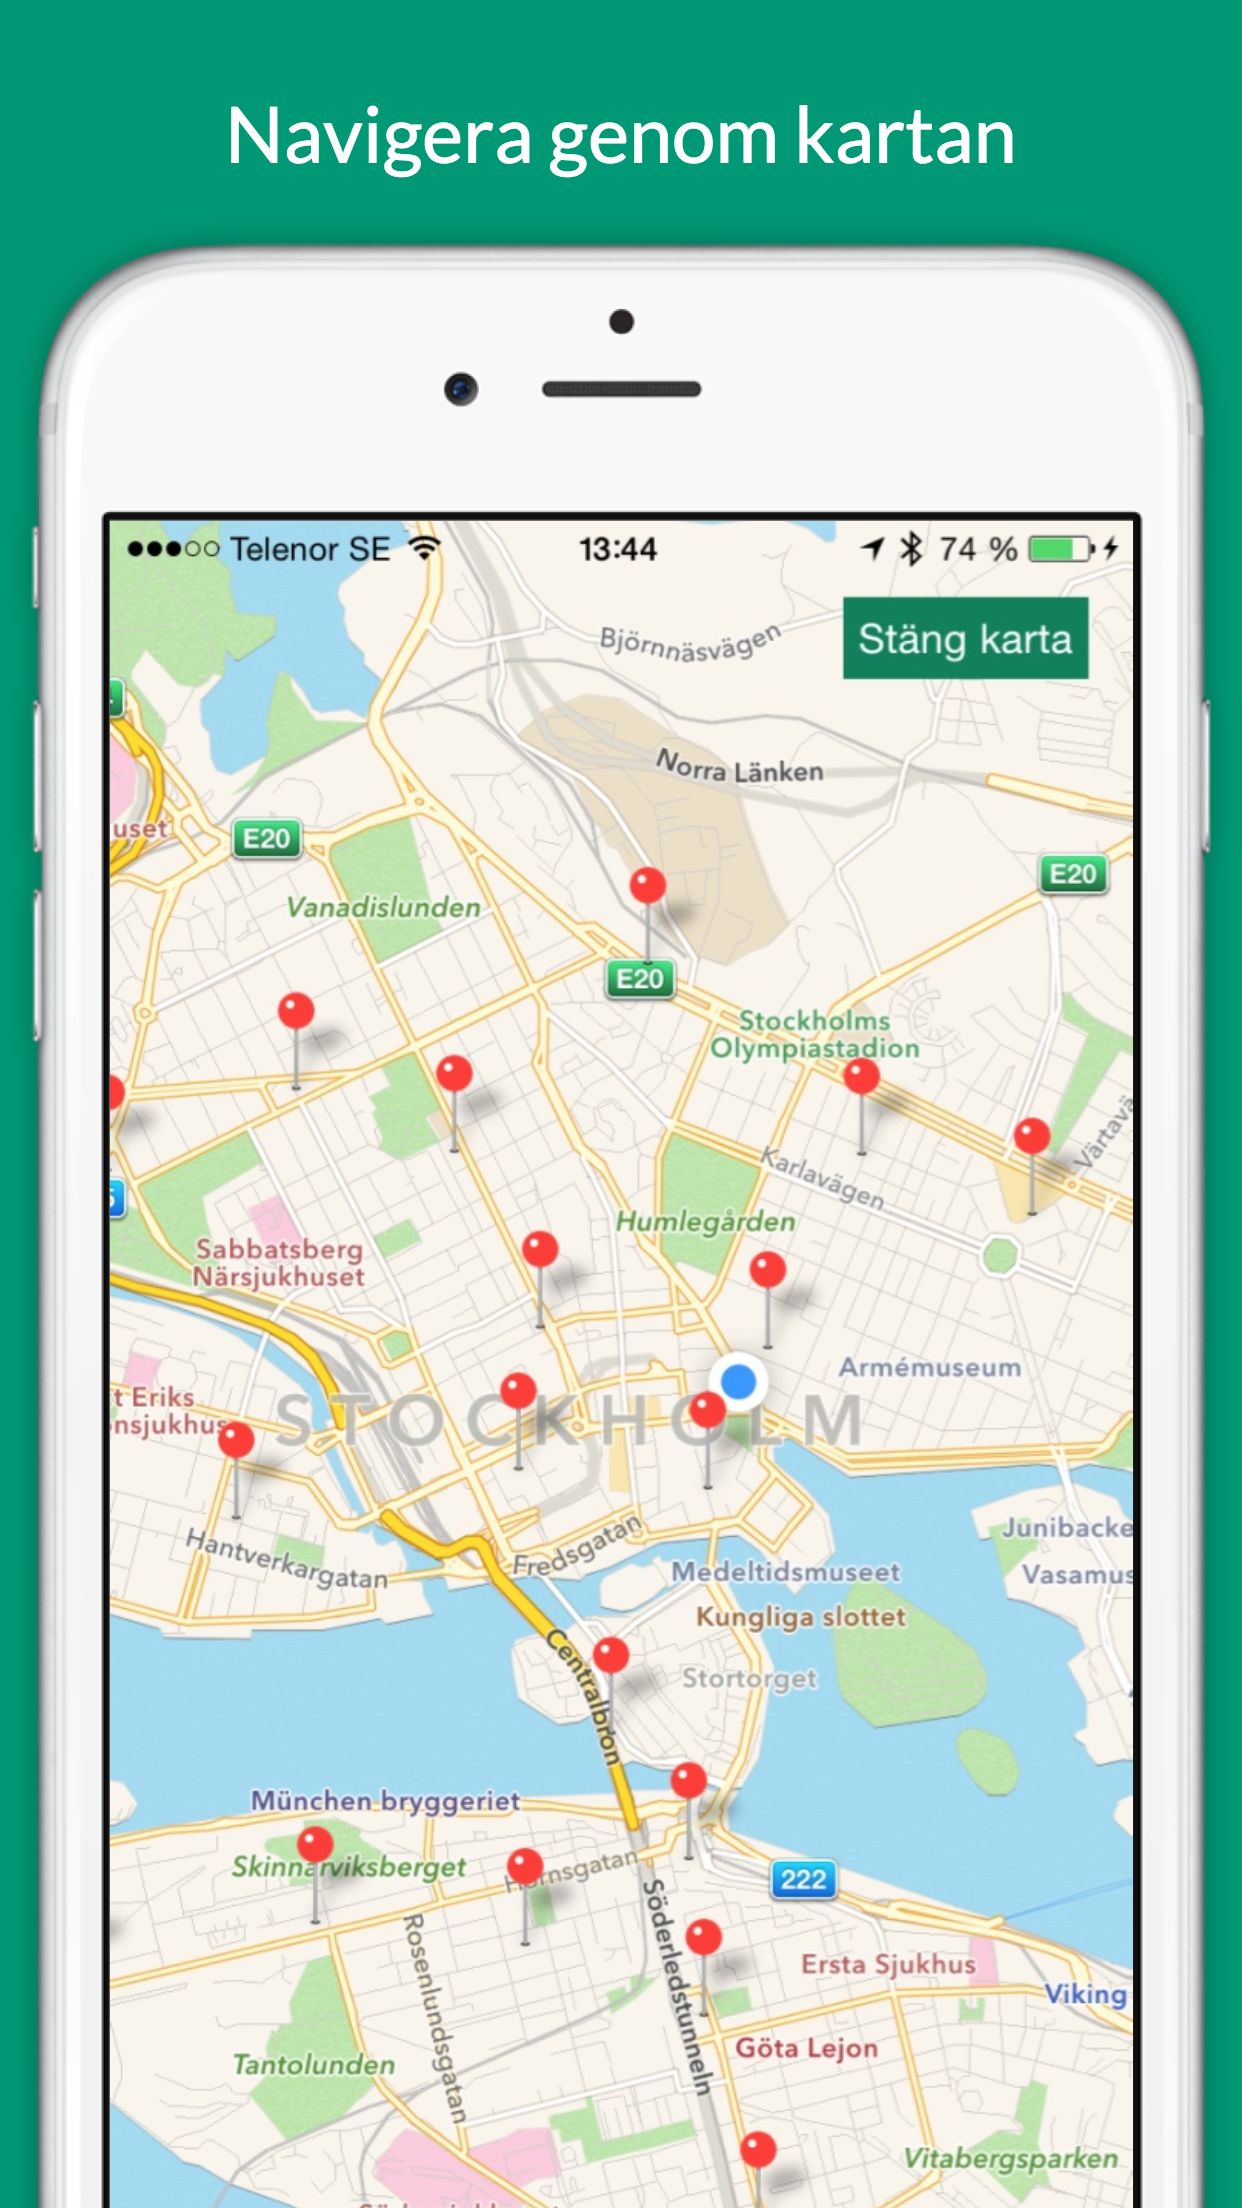 Navigera genom kartan
Telenor SE
13:44
74 %
Stäng karta
Björnnäsvägen
Norra Länken
uset
E20
E20
Vanadislunden
E20
Stockholms
Olympiastadion
Värtavä
Karlavägen
Humlegården
Sabbatsberg
Närsjukhuset
Armémuseum
t Eriks
nsjukhus
STOCKHOLM
Hantverkargatan
Fredsgatan
Junibacke
Medeltidsmuseet
Vasamus
Kungliga slottet
Centralbron
Stortorget
München bryggeriet
Skinnarviksberget
Hornsgatan
222
Söderledstunneln
Rosenlundsgatan
Ersta Sjukhus
Viking
Göta Lejon
Tantolunden
Vitabergsparken